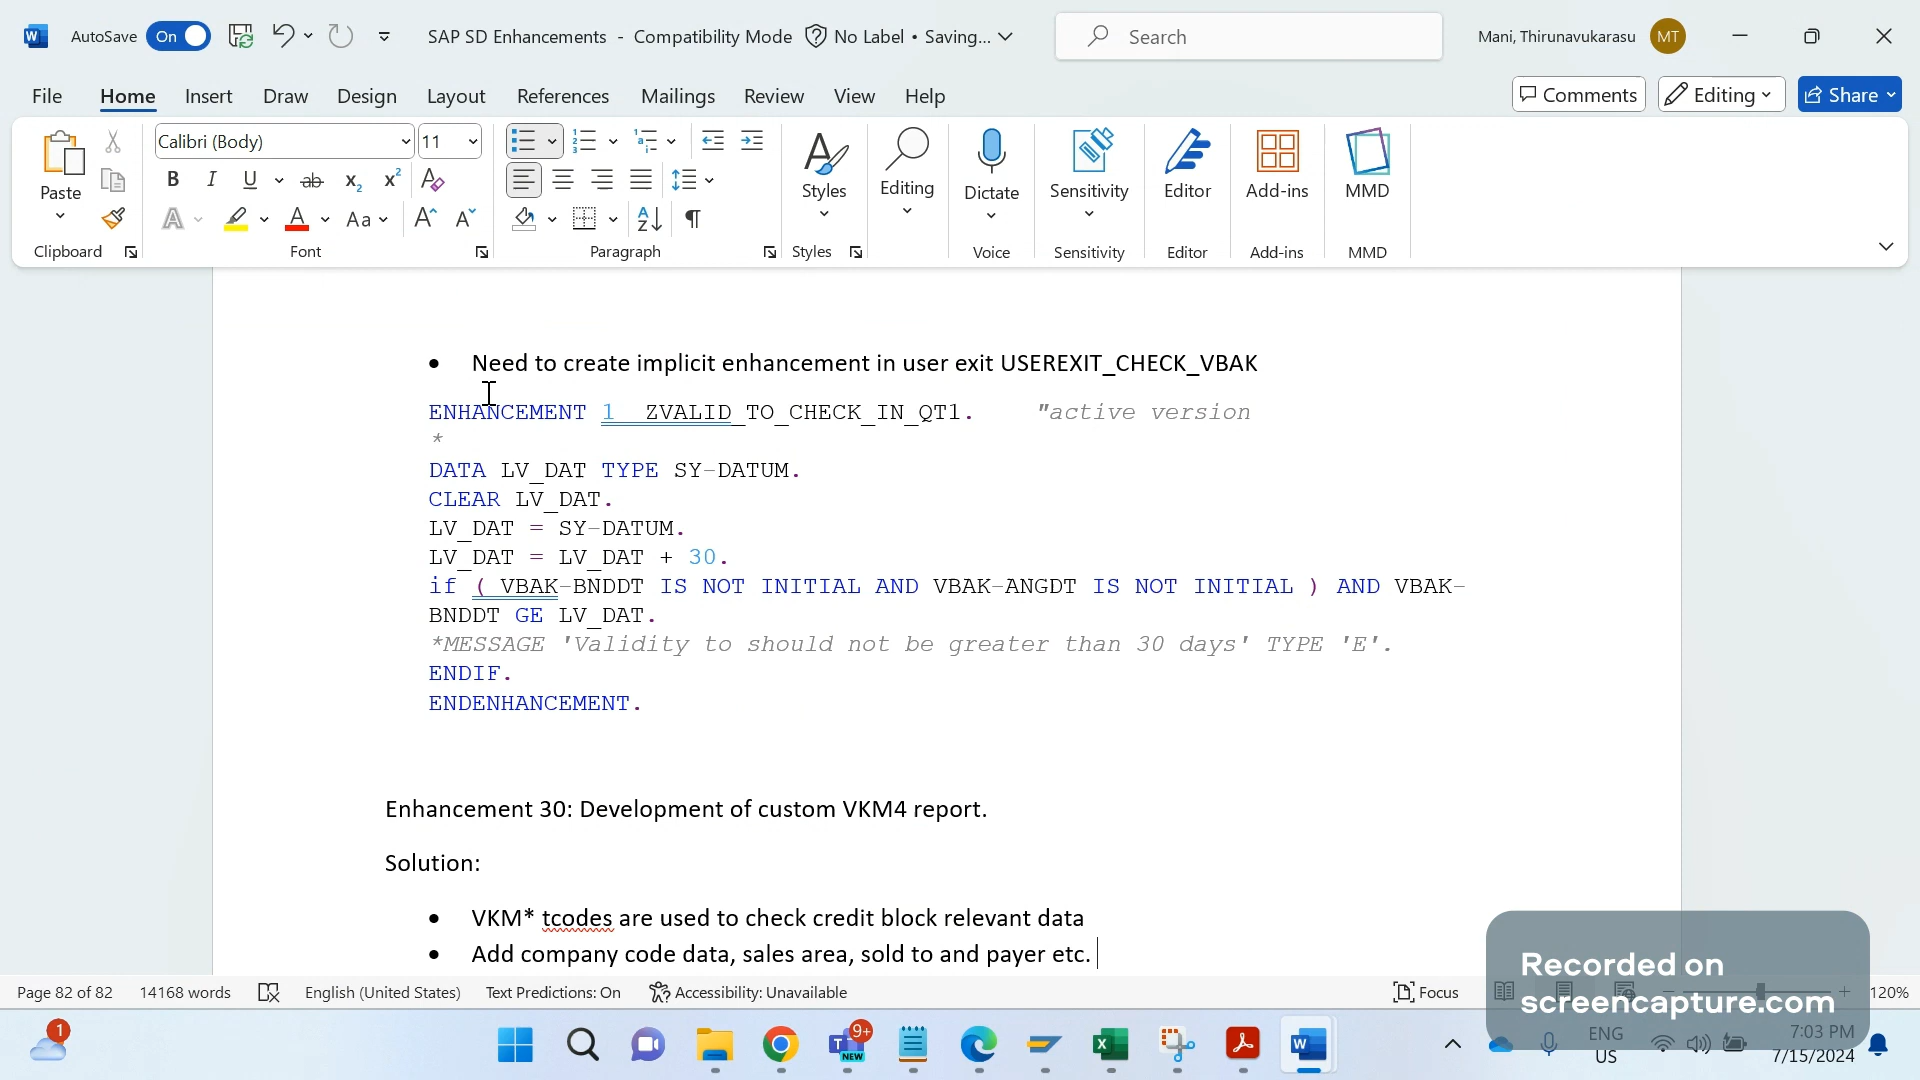 AutoSave On SAP SD Enhancements - Compatibility Mode No Label • Saving... Search Mani, Thirunavukarasu MT
File Home Insert Draw Design Layout References Mailings Review View Help Comments Editing Share
Calibri (Body) 11
Paste Styles Editing Dictate Sensitivity Editor Add-ins MMD
Clipboard Font Paragraph Styles Voice Sensitivity Editor Add-ins MMD
• Need to create implicit enhancement in user exit USEREXIT_CHECK_VBAK
ENHANCEMENT 1  ZVALID_TO_CHECK_IN_QT1.    "active version
*
DATA LV_DAT TYPE SY-DATUM.
CLEAR LV_DAT.
LV_DAT = SY-DATUM.
LV_DAT = LV_DAT + 30.
if ( VBAK-BNDDT IS NOT INITIAL AND VBAK-ANGDT IS NOT INITIAL ) AND VBAK-
BNDDT GE LV_DAT.
*MESSAGE 'Validity to should not be greater than 30 days' TYPE 'E'.
ENDIF.
ENDENHANCEMENT.
Enhancement 30: Development of custom VKM4 report.
Solution:
• VKM* tcodes are used to check credit block relevant data
• Add company code data, sales area, sold to and payer etc.
Recorded on
screencapture.com
Page 82 of 82 14168 words English (United States) Text Predictions: On Accessibility: Unavailable Focus 120%
1 9+ NEW ENG
US
7:03 PM
7/15/2024